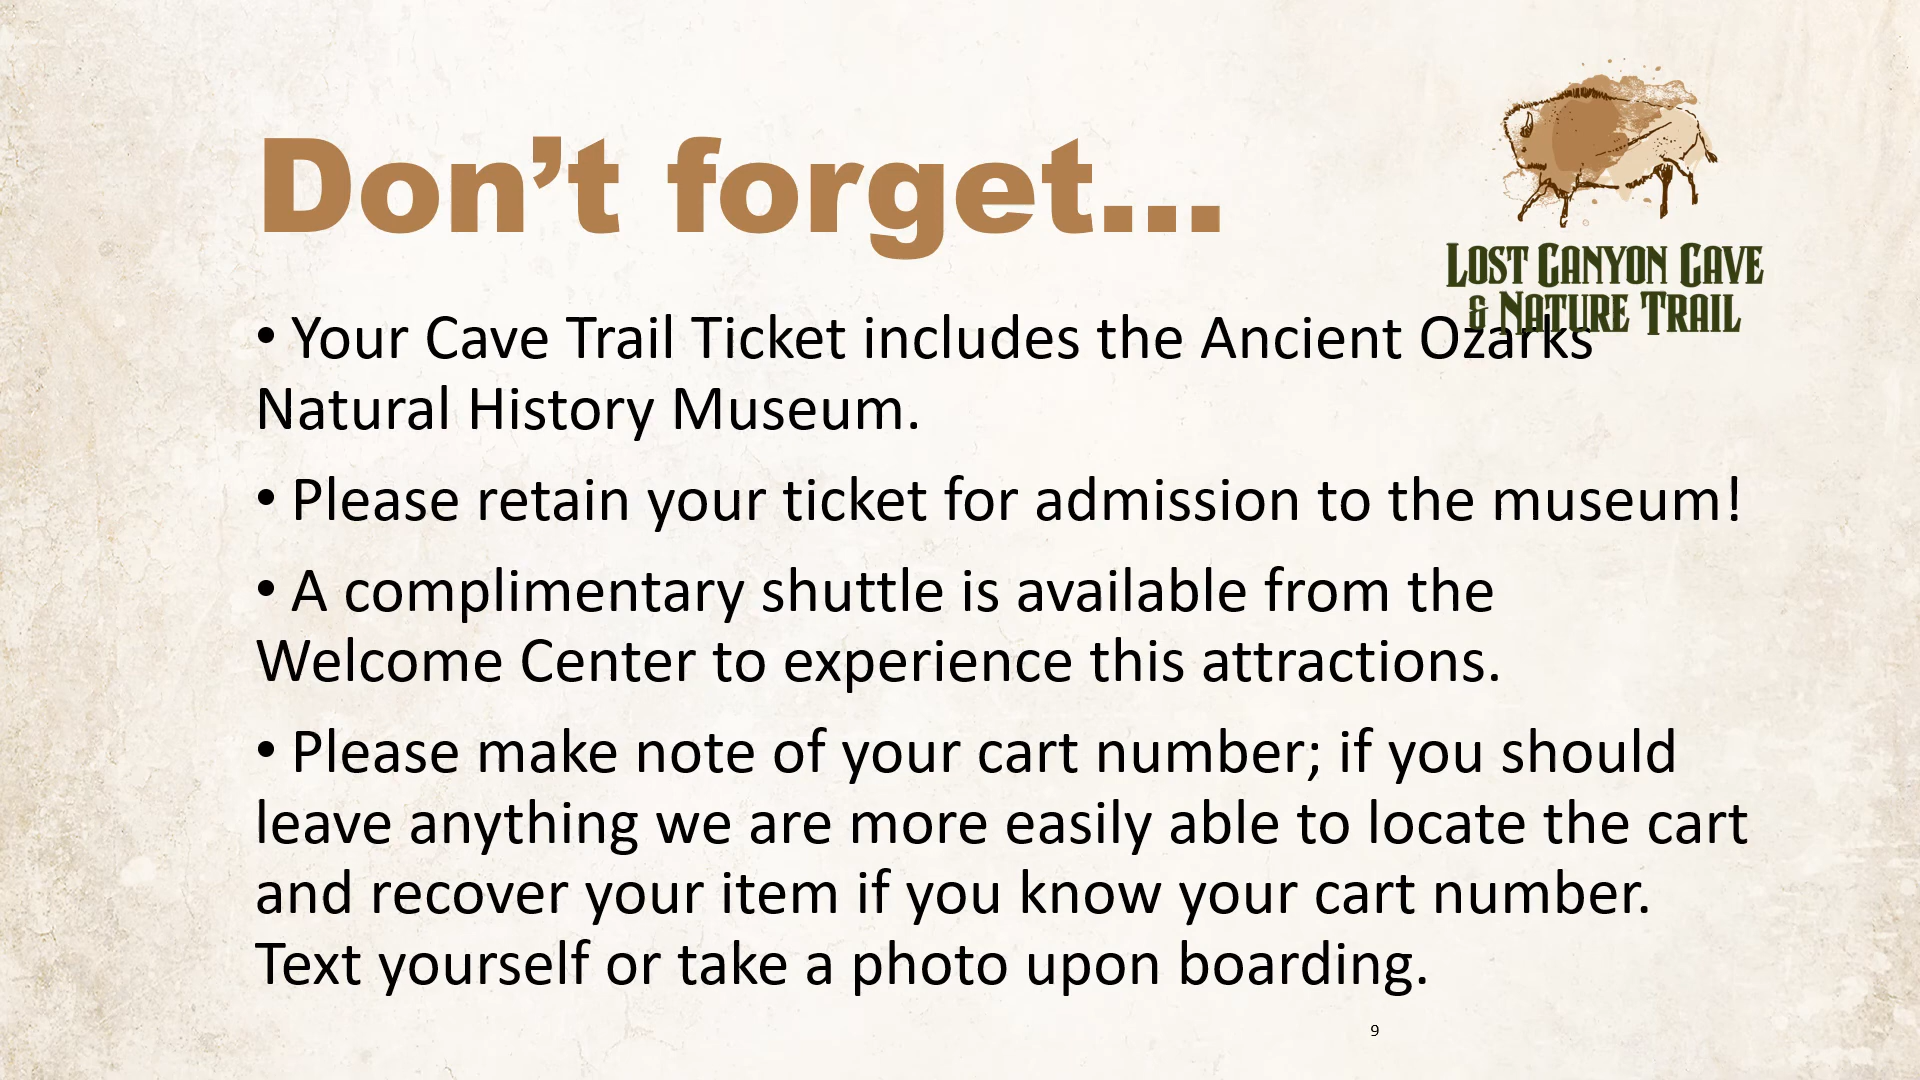 Don’t forget…
LOST CANYON CAVE
& NATURE TRAIL
• Your Cave Trail Ticket includes the Ancient Ozarks
Natural History Museum.
• Please retain your ticket for admission to the museum!
• A complimentary shuttle is available from the
Welcome Center to experience this attractions.
• Please make note of your cart number; if you should
leave anything we are more easily able to locate the cart
and recover your item if you know your cart number.
Text yourself or take a photo upon boarding.
9